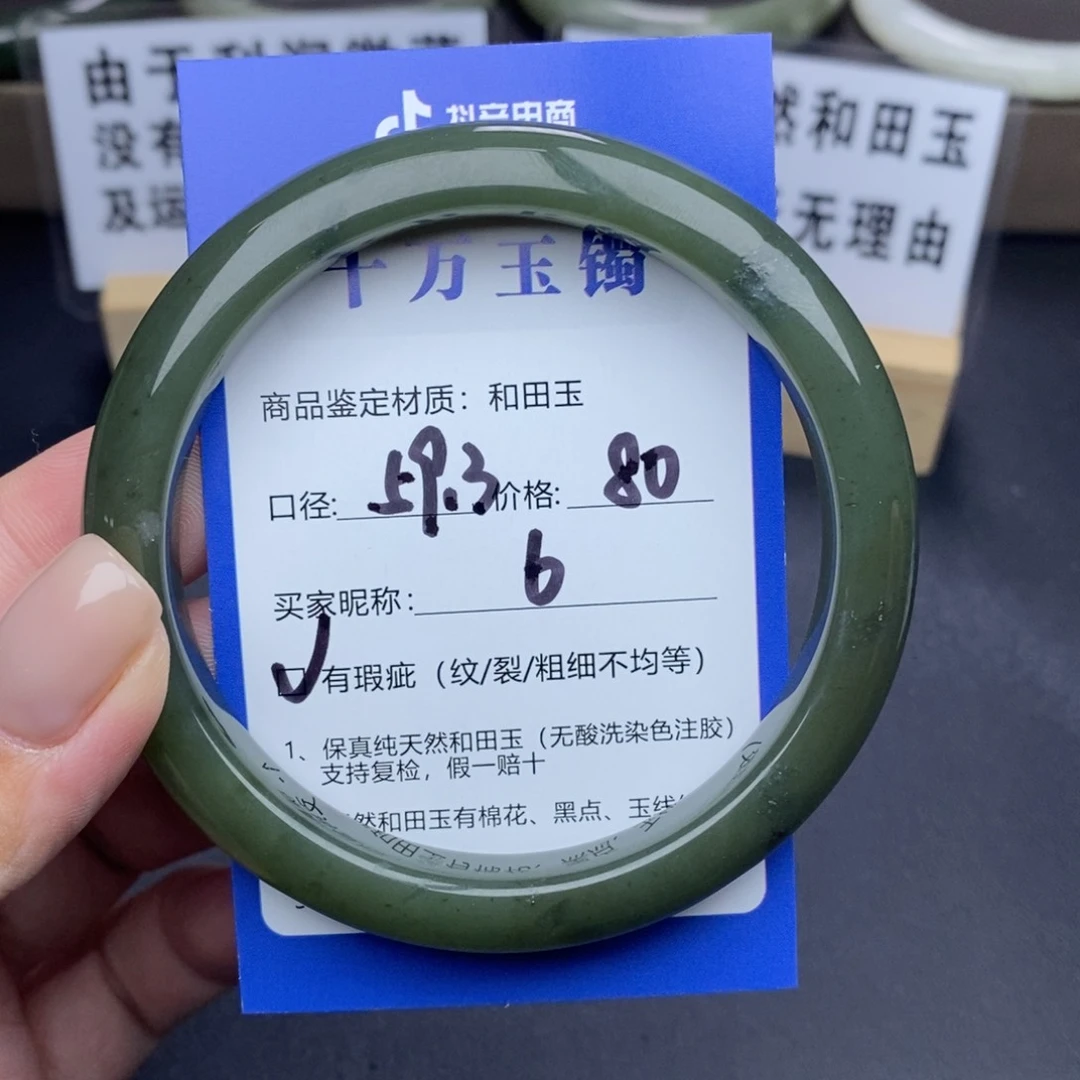 由于
没有
及运
然和田玉
无理由
抖音电商
千万玉镯
商品鉴定材质：和田玉
口径: 59.3 价格: 80
买家昵称: 6
有瑕疵（纹/裂/粗细不均等）
1、保真纯天然和田玉（无酸洗染色注胶）
支持复检，假一赔十
然和田玉有棉花、黑点、玉线